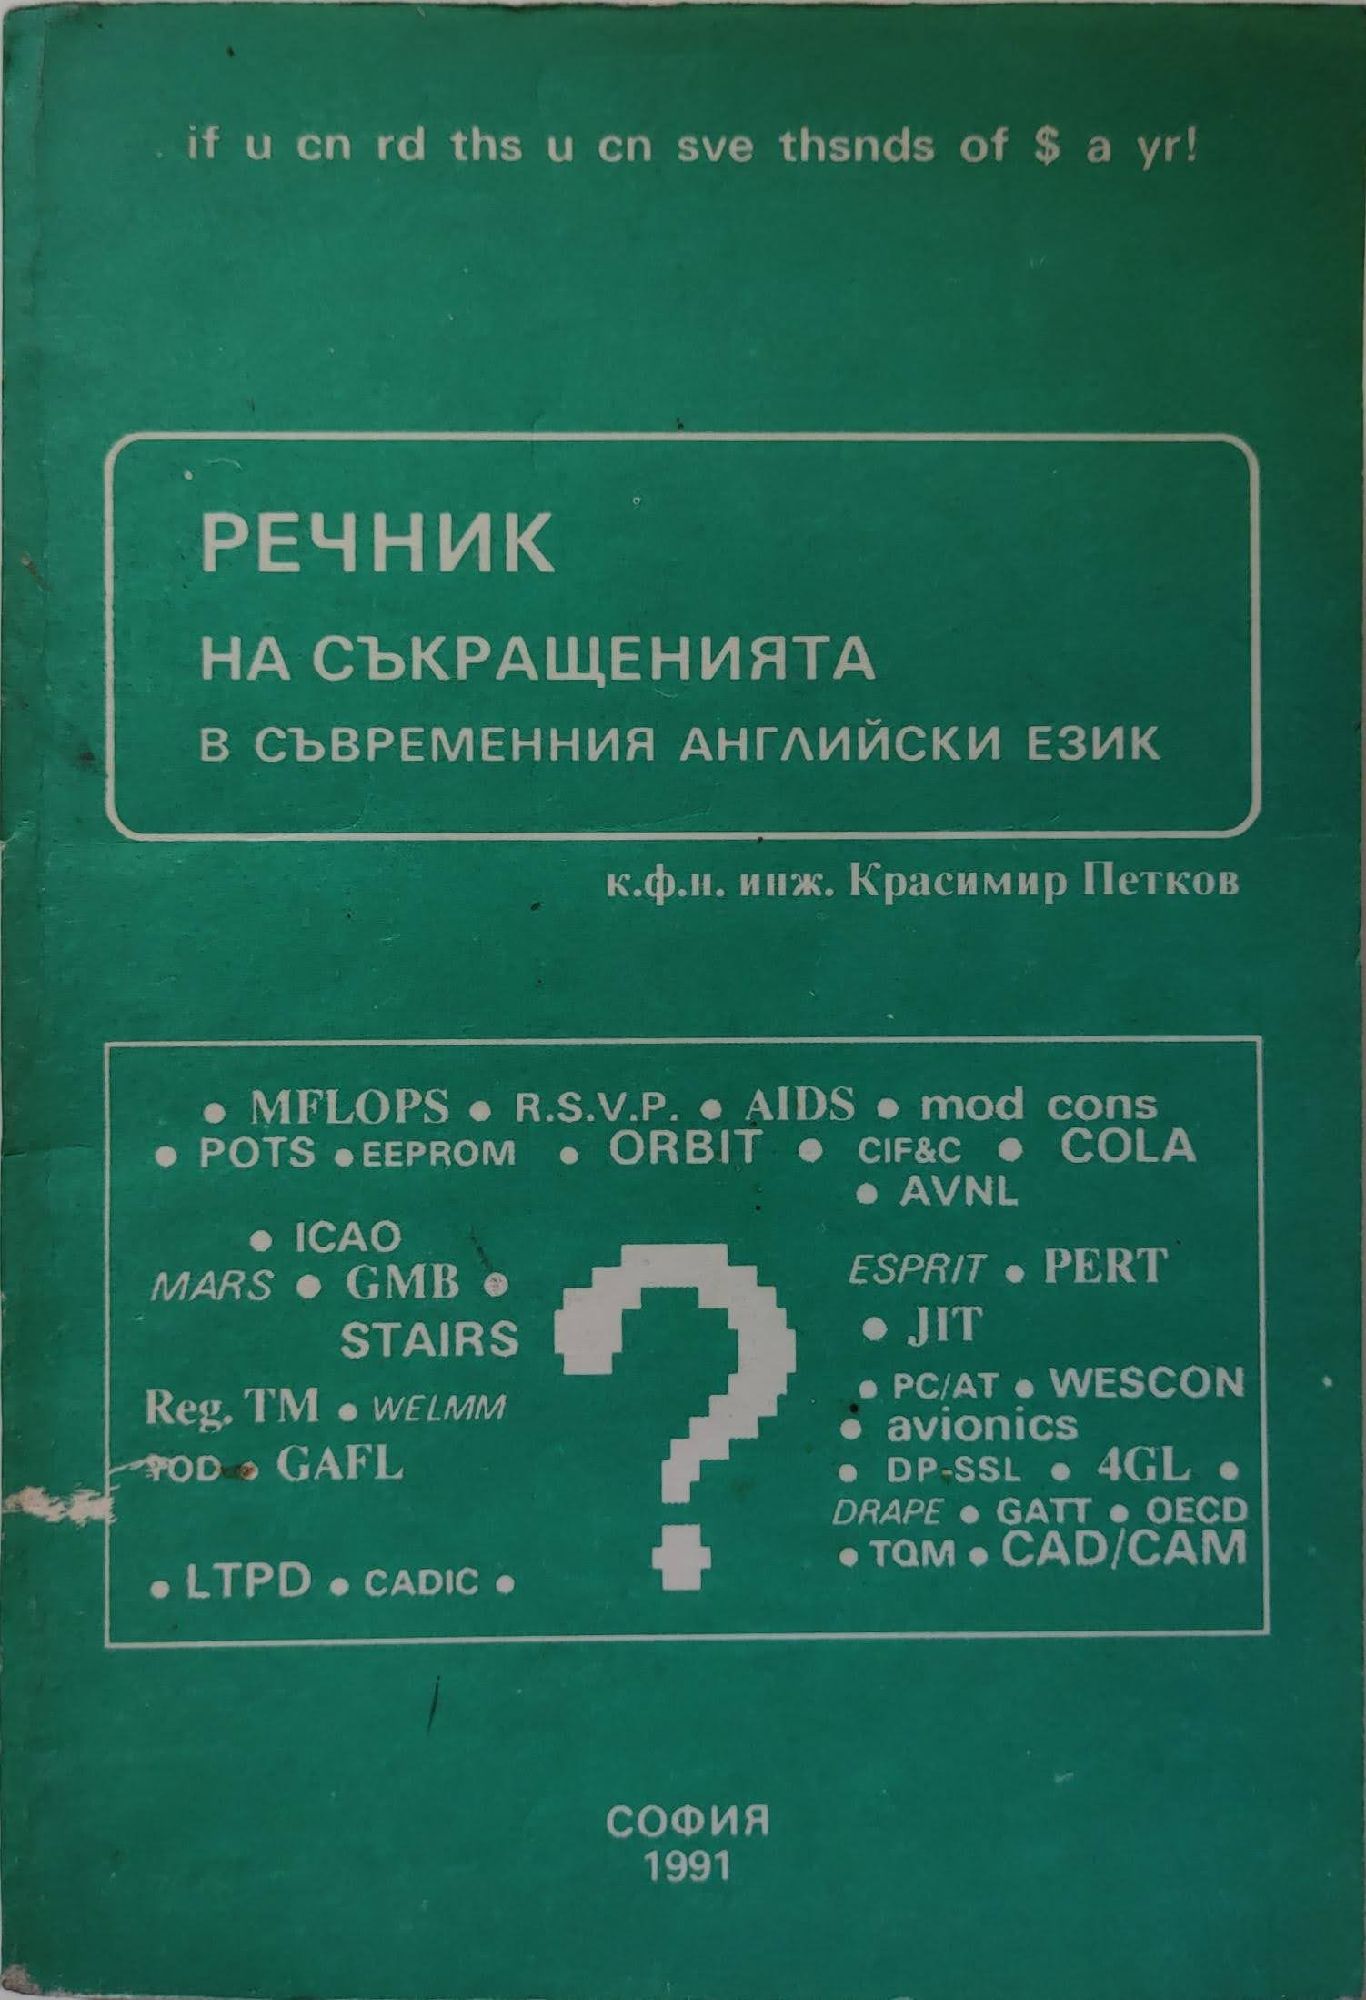 if u cn rd ths u cn sve thsnds of $ a yr!
РЕЧНИК
НА СЪКРАЩЕНИЯТА
В СЪВРЕМЕННИЯ АНГЛИЙСКИ ЕЗИК
к.ф.н. инж. Красимир Петков
• MFLOPS • R.S.V.P. • AIDS • mod cons
• POTS • EEPROM • ORBIT • CIF&C • COLA
• AVNL
• ICAO
MARS • GMB •
STAIRS
Reg. TM • WELMM
• GAFL
• LTPD • CADIC •
ESPRIT • PERT
• JIT
• PC/AT • WESCON
• avionics
• DP-SSL • 4GL •
DRAPE • GATT • OECD
• TQM • CAD/CAM
?
СОФИЯ
1991